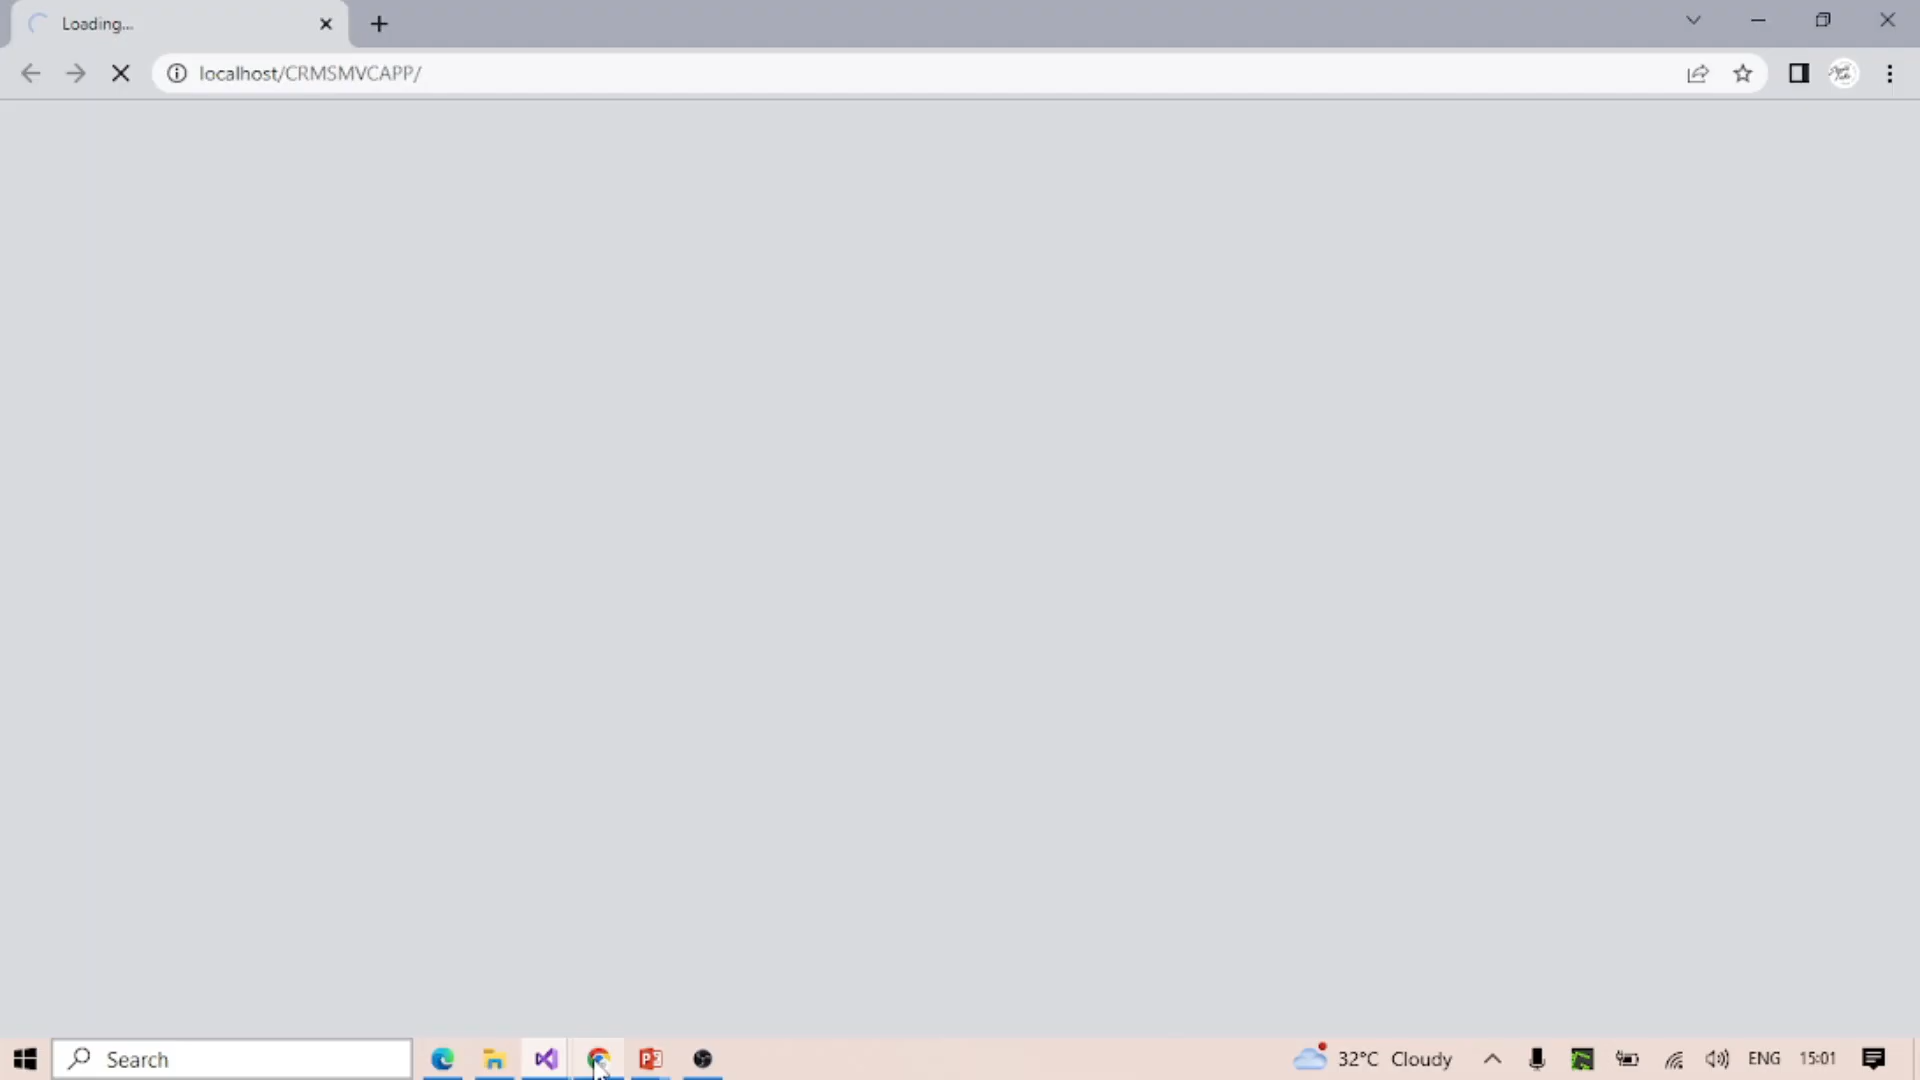 Loading...
localhost/CRMSMVCAPP/
Search
32°C Cloudy
ENG
15:01